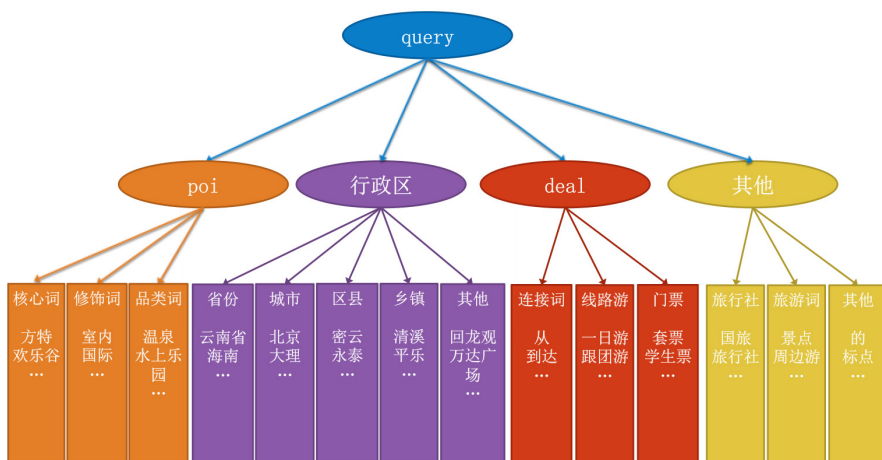 query
poi
行政区
deal
其他
核心词
方特
欢乐谷
…
修饰词
室内
国际
…
品类词
温泉
水上乐
园
…
省份
云南省
海南
…
城市
北京
大理
…
区县
密云
永泰
…
乡镇
清溪
平乐
…
其他
回龙观
万达广
场
…
连接词
从
到达
…
线路游
一日游
跟团游
…
门票
套票
学生票
…
旅行社
国旅
旅行社
…
旅游词
景点
周边游
…
其他
的
标点
…